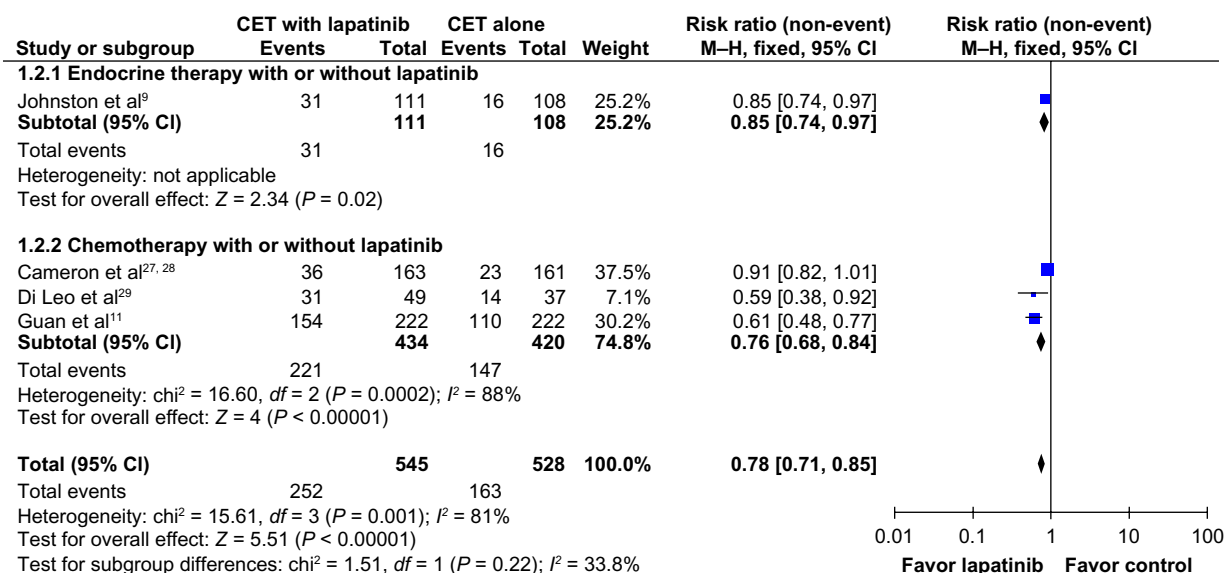 CET with lapatinib CET alone Risk ratio (non-event) Risk ratio (non-event)
Study or subgroup Events Total Events Total Weight M–H, fixed, 95% CI M–H, fixed, 95% CI
1.2.1 Endocrine therapy with or without lapatinib
Johnston et al⁹ 31 111 16 108 25.2% 0.85 [0.74, 0.97]
Subtotal (95% CI) 111 108 25.2% 0.85 [0.74, 0.97]
Total events 31 16
Heterogeneity: not applicable
Test for overall effect: Z = 2.34 (P = 0.02)
1.2.2 Chemotherapy with or without lapatinib
Cameron et al²⁷, ²⁸ 36 163 23 161 37.5% 0.91 [0.82, 1.01]
Di Leo et al²⁹ 31 49 14 37 7.1% 0.59 [0.38, 0.92]
Guan et al¹¹ 154 222 110 222 30.2% 0.61 [0.48, 0.77]
Subtotal (95% CI) 434 420 74.8% 0.76 [0.68, 0.84]
Total events 221 147
Heterogeneity: chi² = 16.60, df = 2 (P = 0.0002); I² = 88%
Test for overall effect: Z = 4 (P < 0.00001)
Total (95% CI) 545 528 100.0% 0.78 [0.71, 0.85]
Total events 252 163
Heterogeneity: chi² = 15.61, df = 3 (P = 0.001); I² = 81%
Test for overall effect: Z = 5.51 (P < 0.00001)
Test for subgroup differences: chi² = 1.51, df = 1 (P = 0.22); I² = 33.8%
0.01 0.1 1 10 100
Favor lapatinib Favor control